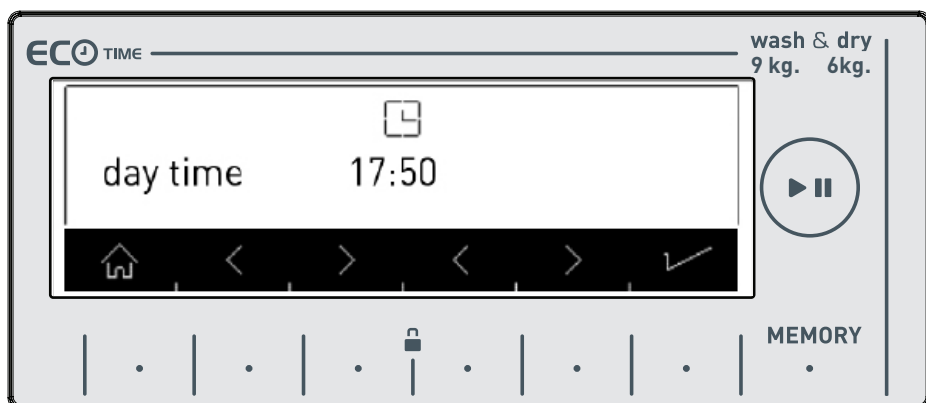 ECO TIME
wash & dry
9 kg. 6kg.
day time 17:50
MEMORY